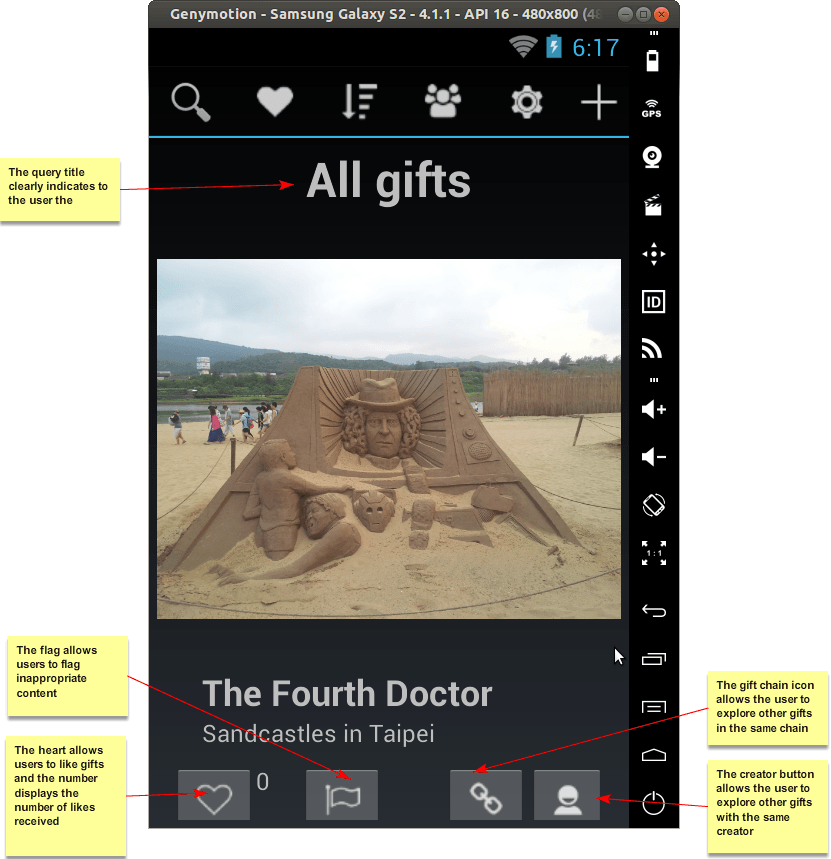 Genymotion - Samsung Galaxy S2 - 4.1.1 - API 16 - 480x800 (48
6:17
GPS
The query title
clearly indicates to
the user the
All gifts
ID
1:1
The flag allows
users to flag
inappropriate
content
The Fourth Doctor
Sandcastles in Taipei
The gift chain icon
allows the user to
explore other gifts
in the same chain
The heart allows
users to like gifts
and the number
displays the
number of likes
received
0
The creator button
allows the user to
explore other gifts
with the same
creator